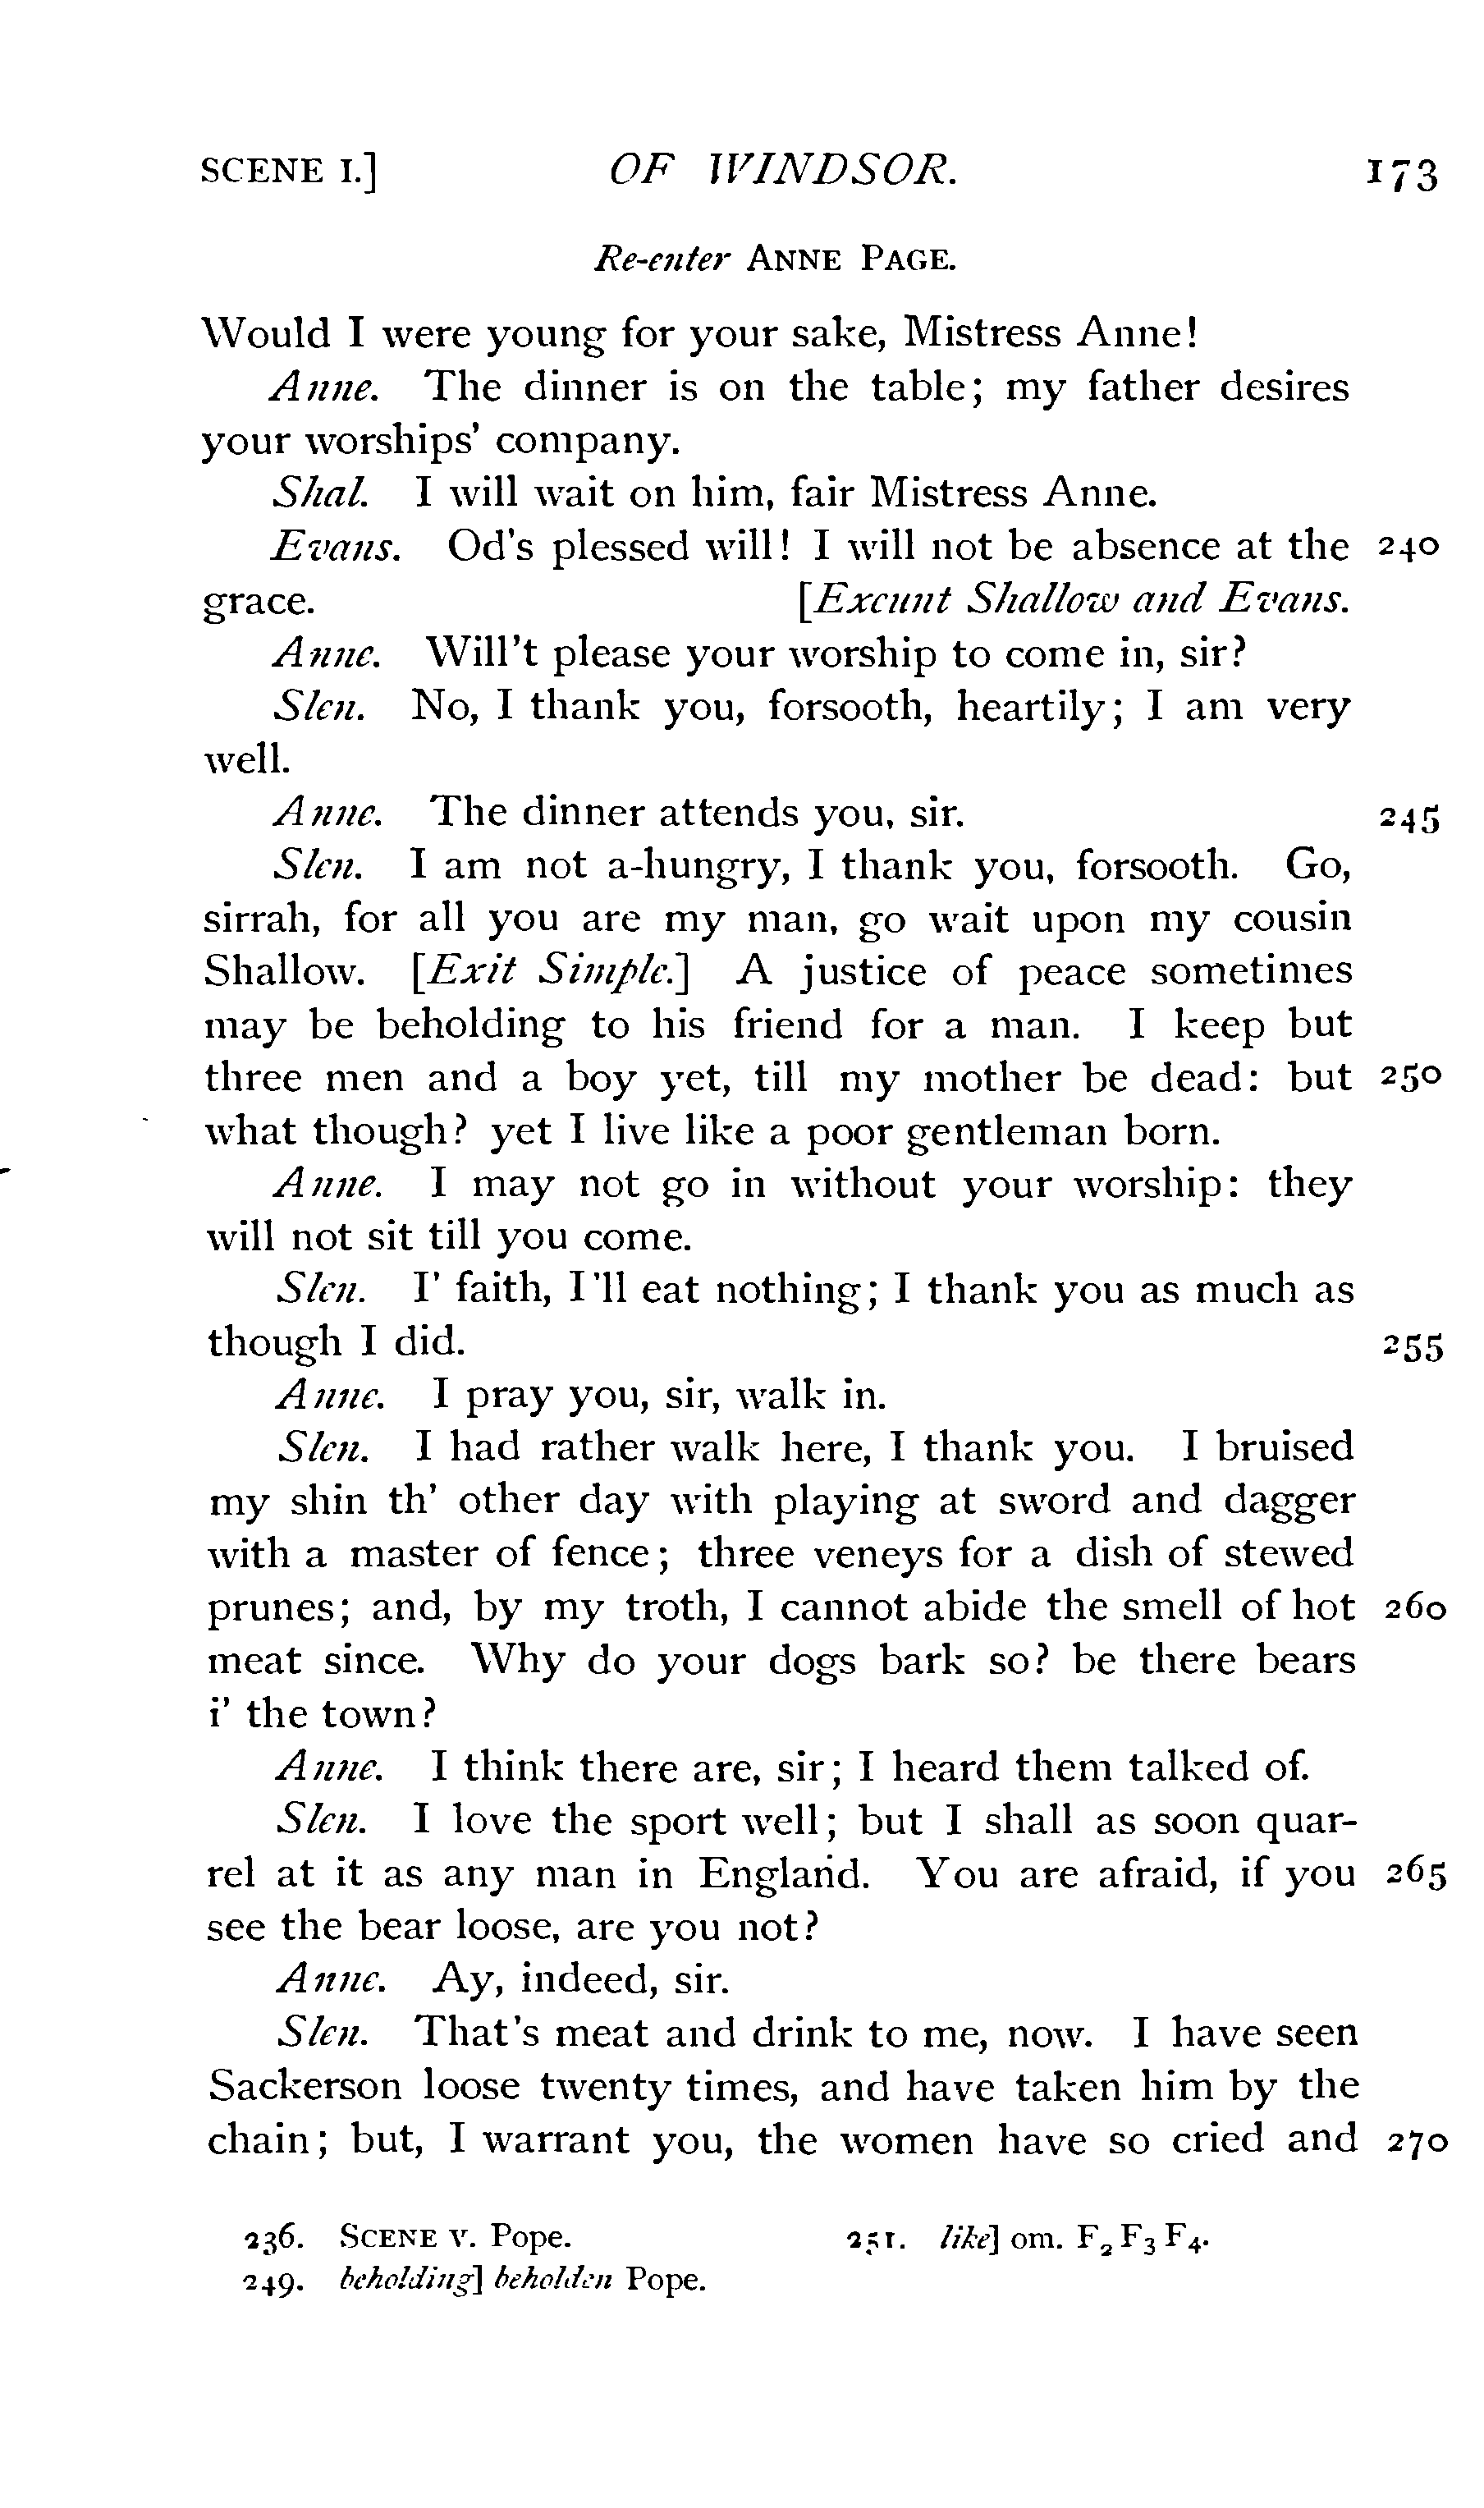 SCENE I.] OF WINDSOR. 173
Re-enter ANNE PAGE.
Would I were young for your sake, Mistress Anne!
Anne. The dinner is on the table; my father desires
your worships' company.
Shal. I will wait on him, fair Mistress Anne.
Evans. Od's plessed will! I will not be absence at the 240
grace. [Exeunt Shallow and Evans.
Anne. Will't please your worship to come in, sir?
Slen. No, I thank you, forsooth, heartily; I am very
well.
Anne. The dinner attends you, sir. 245
Slen. I am not a-hungry, I thank you, forsooth. Go,
sirrah, for all you are my man, go wait upon my cousin
Shallow. [Exit Simple.] A justice of peace sometimes
may be beholding to his friend for a man. I keep but
three men and a boy yet, till my mother be dead: but 250
what though? yet I live like a poor gentleman born.
Anne. I may not go in without your worship: they
will not sit till you come.
Slen. I' faith, I'll eat nothing; I thank you as much as
though I did. 255
Anne. I pray you, sir, walk in.
Slen. I had rather walk here, I thank you. I bruised
my shin th' other day with playing at sword and dagger
with a master of fence; three veneys for a dish of stewed
prunes; and, by my troth, I cannot abide the smell of hot 260
meat since. Why do your dogs bark so? be there bears
i' the town?
Anne. I think there are, sir; I heard them talked of.
Slen. I love the sport well; but I shall as soon quar-
rel at it as any man in England. You are afraid, if you 265
see the bear loose, are you not?
Anne. Ay, indeed, sir.
Slen. That's meat and drink to me, now. I have seen
Sackerson loose twenty times, and have taken him by the
chain; but, I warrant you, the women have so cried and 270
236. SCENE V. Pope. 251. like] om. F2 F3 F4.
249. beholding] beholden Pope.